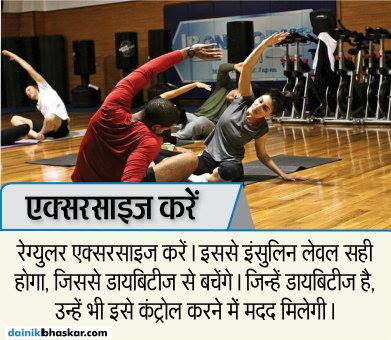 एक्सरसाइज करें
रेग्युलर एक्सरसाइज करें। इससे इंसुलिन लेवल सही
होगा, जिससे डायबिटीज से बचेंगे। जिन्हें डायबिटीज है,
उन्हें भी इसे कंट्रोल करने में मदद मिलेगी।
dainikbhaskar.com